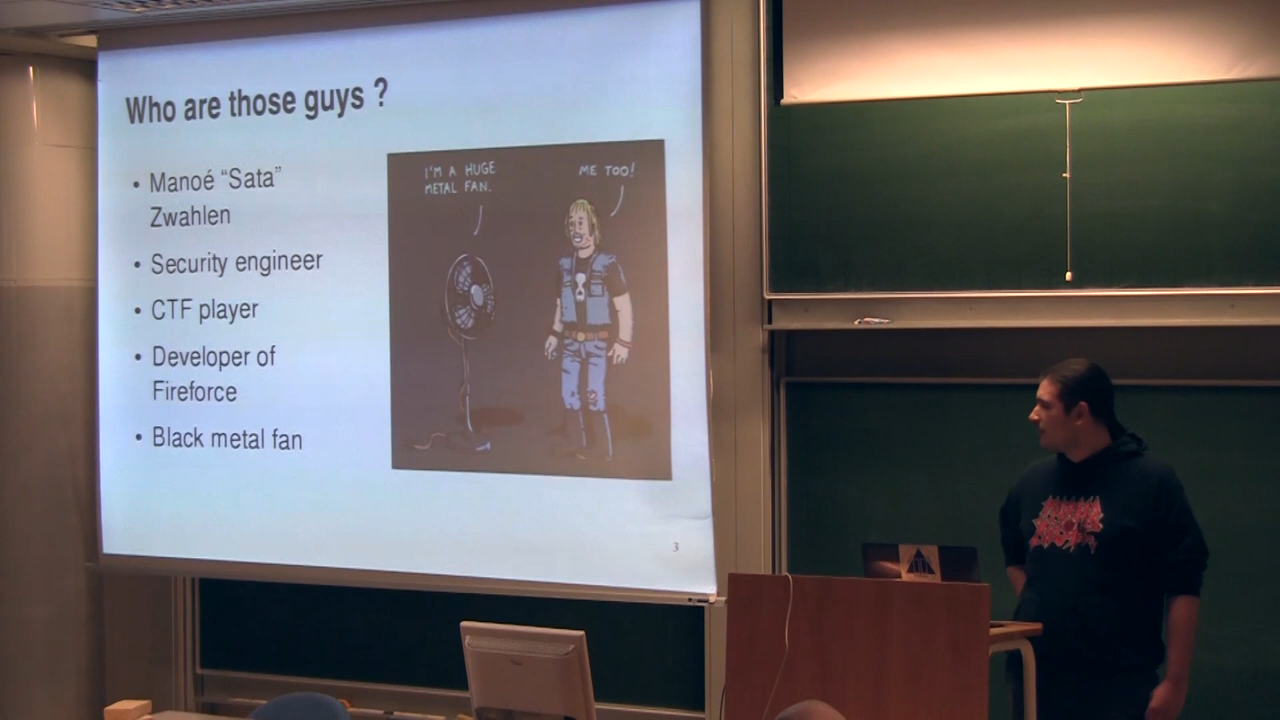 Who are those guys ?
• Manoé “Sata”
Zwahlen
• Security engineer
• CTF player
• Developer of
Fireforce
• Black metal fan
I'M A HUGE
METAL FAN.
ME TOO!
3